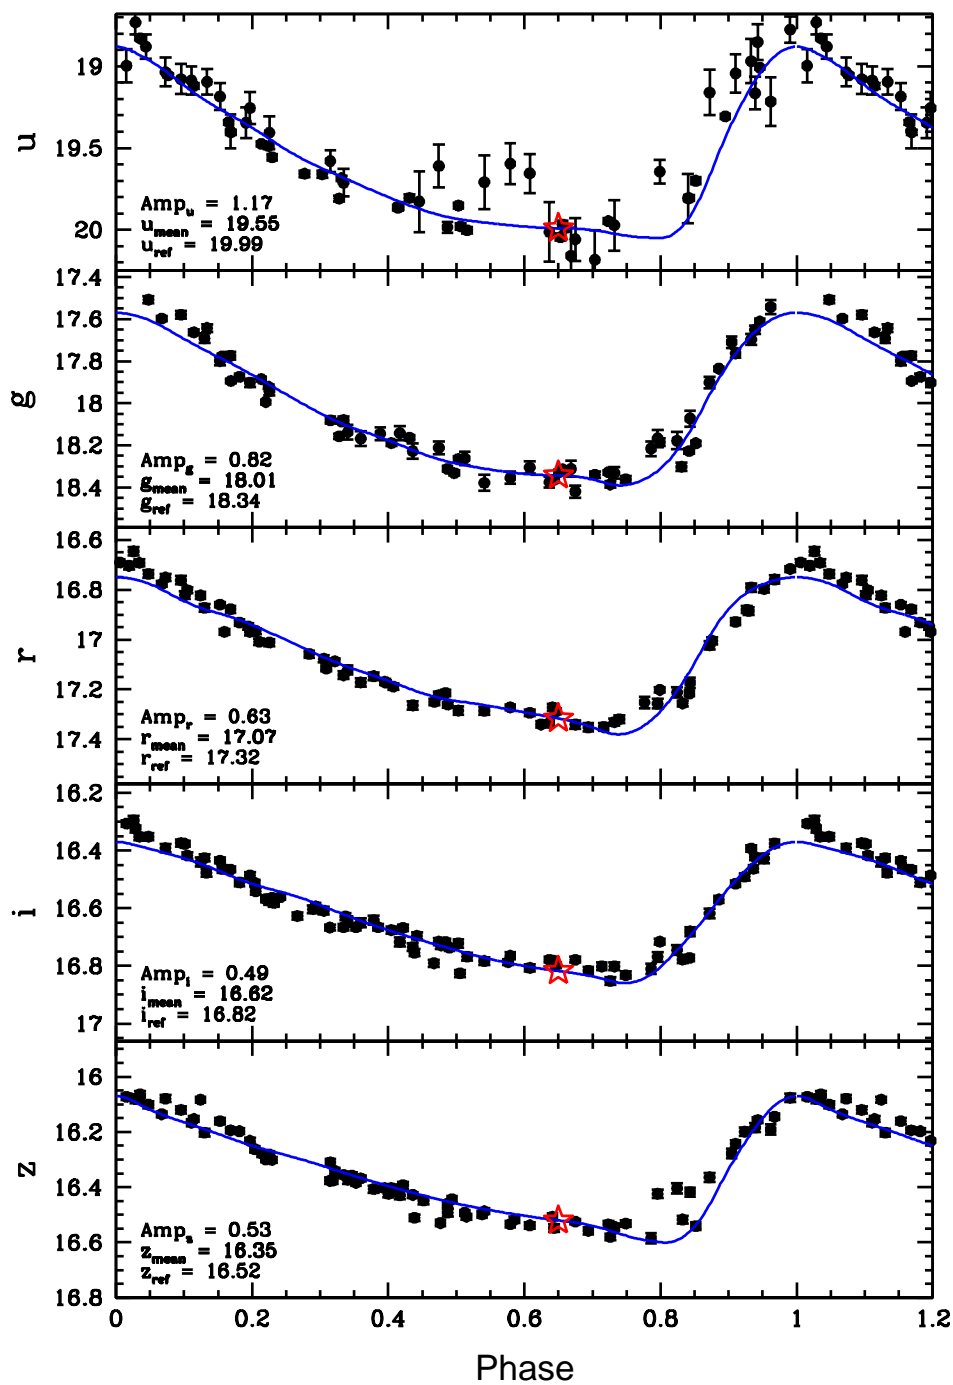 19
19.5
20
u
Amp_u = 1.17
u_mean = 19.55
u_ref = 19.99
17.4
17.6
17.8
18
18.2
18.4
g
Amp_g = 0.82
g_mean = 18.01
g_ref = 18.34
16.6
16.8
17
17.2
17.4
r
Amp_r = 0.63
r_mean = 17.07
r_ref = 17.32
16.2
16.4
16.6
16.8
17
i
Amp_i = 0.49
i_mean = 16.62
i_ref = 16.82
16
16.2
16.4
16.6
16.8
z
Amp_z = 0.53
z_mean = 16.35
z_ref = 16.52
0 0.2 0.4 0.6 0.8 1 1.2
Phase